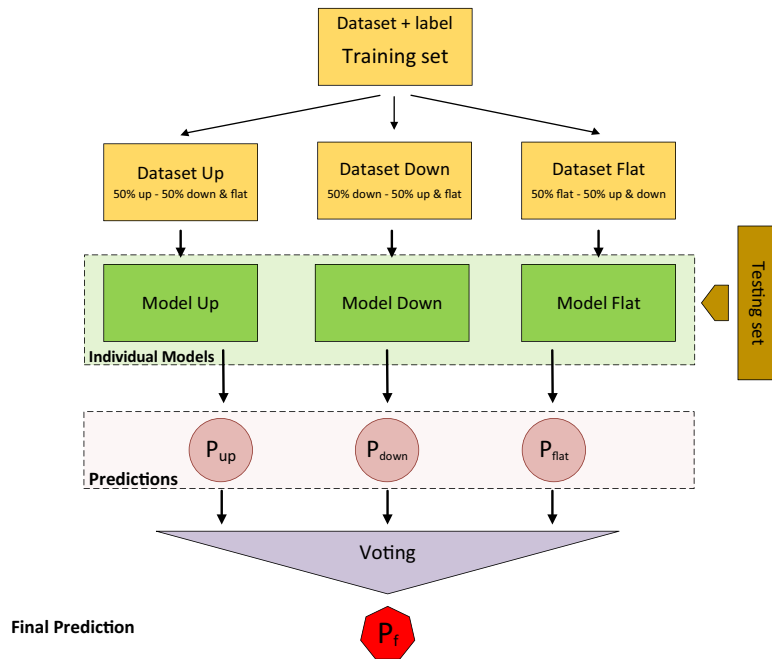 Dataset + label
Training set
Dataset Up
50% up - 50% down & flat
Dataset Down
50% down - 50% up & flat
Dataset Flat
50% flat - 50% up & down
Testing set
Model Up
Model Down
Model Flat
Individual Models
Pup
Pdown
Pflat
Predictions
Voting
Final Prediction
Pf